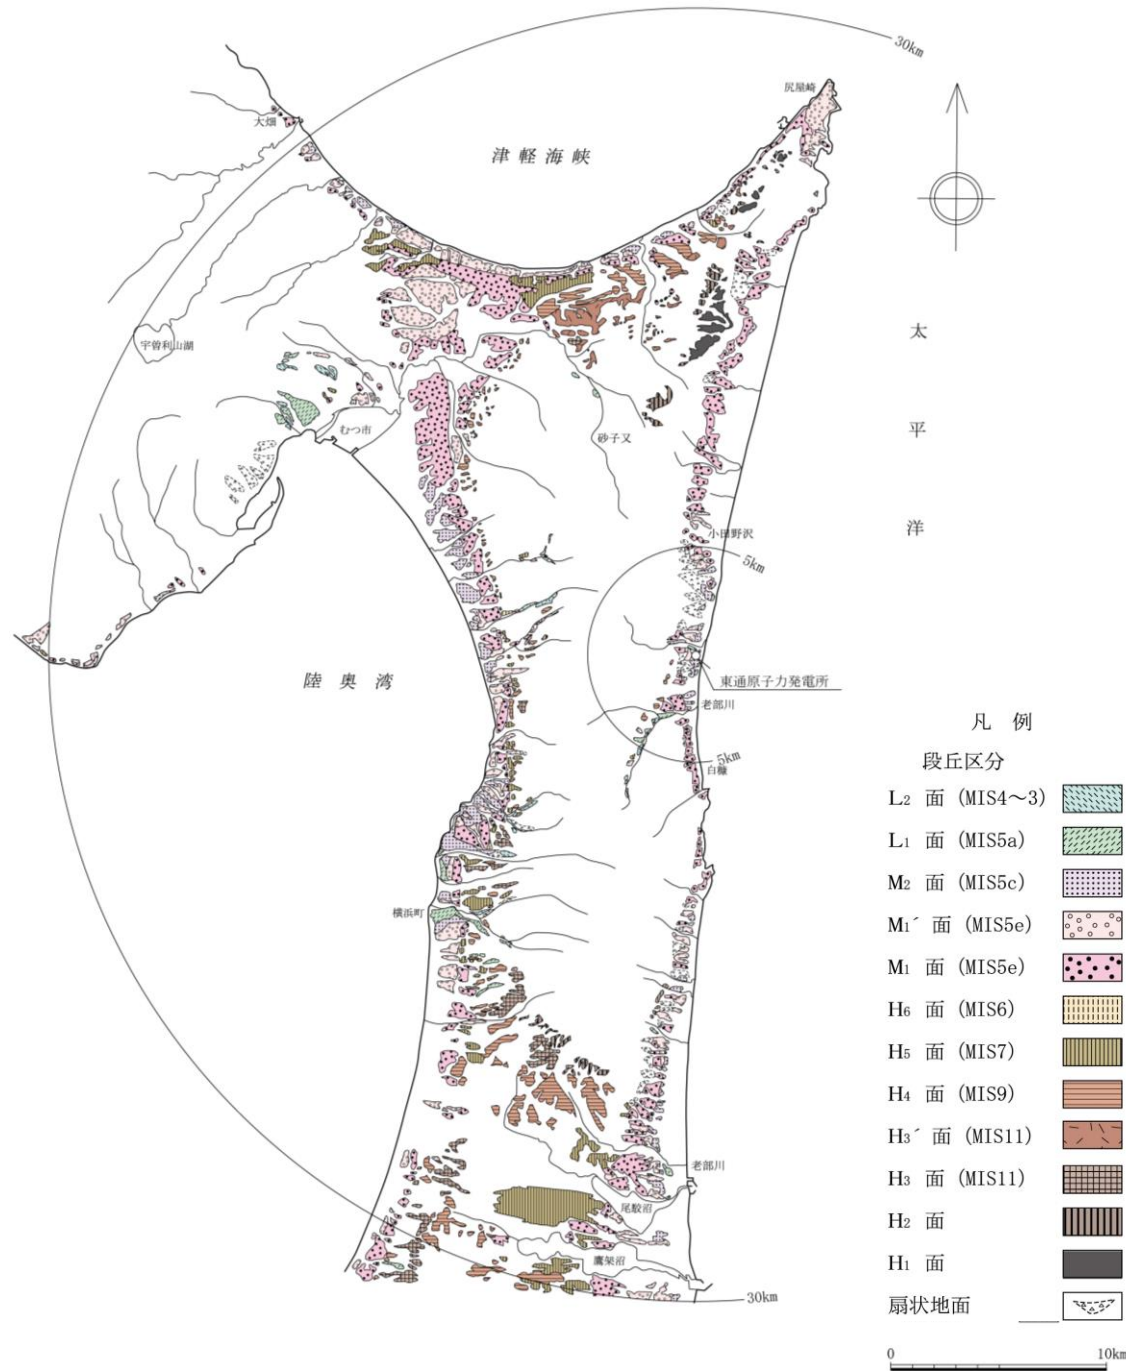 30km
尻屋崎
大畑
津軽海峡
宇曽利山湖
太平洋
むつ市
砂子又
小田野沢
5km
陸奥湾
東通原子力発電所
老部川
5km
白糠
横浜町
老部川
尾駮沼
鷹架沼
30km
凡 例
段丘区分
L2 面 (MIS4～3)
L1 面 (MIS5a)
M2 面 (MIS5c)
M1´ 面 (MIS5e)
M1 面 (MIS5e)
H6 面 (MIS6)
H5 面 (MIS7)
H4 面 (MIS9)
H3´ 面 (MIS11)
H3 面 (MIS11)
H2 面
H1 面
扇状地面
0 10km